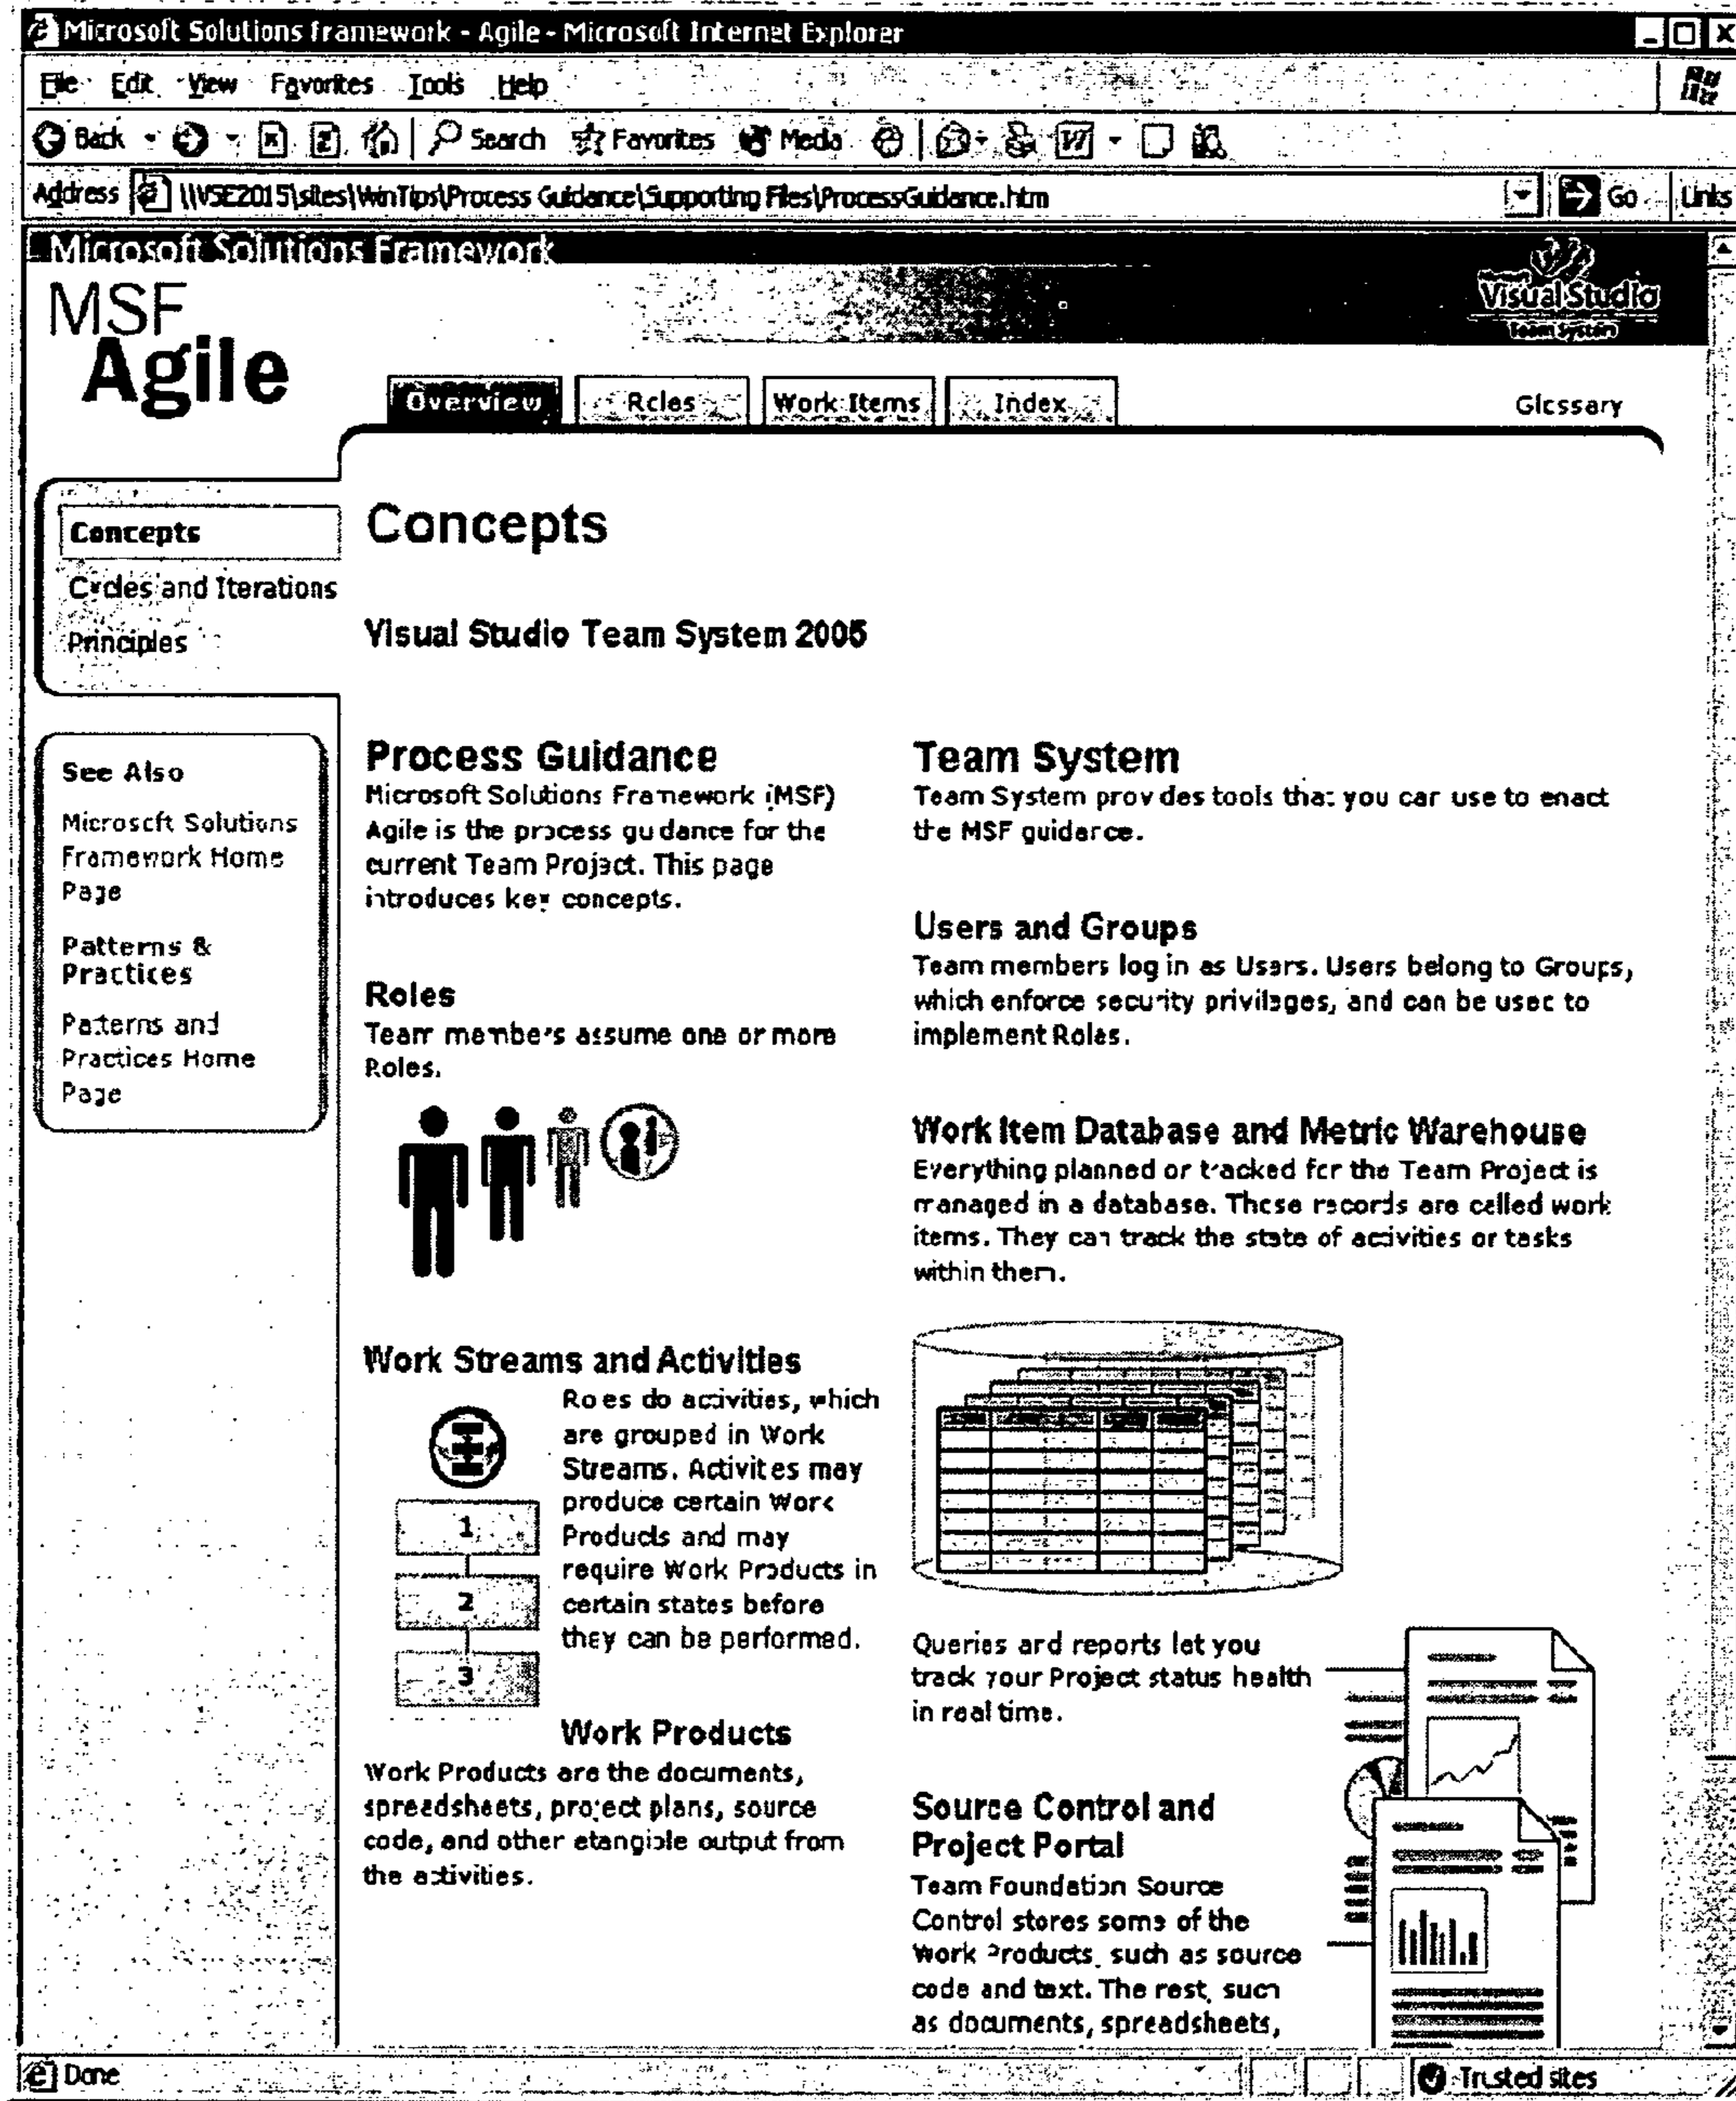 Microsoft Solutions framework - Agile - Microsoft Internet Explorer
File Edit View Favorites Tools Help
Back Search Favorites Media
Address \\VSE2015\sites\WinTips\Process Guidance\Supporting Files\ProcessGuidance.htm Go Links
Microsoft Solutions Framework
MSF
Agile
Visual Studio
Team System
Overview Roles Work Items Index Glossary
Concepts
Cycles and Iterations
Principles
See Also
Microsoft Solutions
Framework Home
Page
Patterns &
Practices
Patterns and
Practices Home
Page
Concepts
Visual Studio Team System 2005
Process Guidance
Microsoft Solutions Framework (MSF)
Agile is the process guidance for the
current Team Project. This page
introduces key concepts.
Roles
Team members assume one or more
Roles.
Work Streams and Activities
Roles do activities, which
are grouped in Work
Streams. Activites may
produce certain Work
Products and may
require Work Products in
certain states before
they can be performed.
1
2
3
Work Products
Work Products are the documents,
spreadsheets, project plans, source
code, and other etangible output from
the activities.
Team System
Team System provides tools that you can use to enact
the MSF guidance.
Users and Groups
Team members log in as Users. Users belong to Groups,
which enforce security privileges, and can be used to
implement Roles.
Work Item Database and Metric Warehouse
Everything planned or tracked for the Team Project is
managed in a database. These records are called work
items. They can track the state of activities or tasks
within them.
Queries and reports let you
track your Project status health
in real time.
Source Control and
Project Portal
Team Foundation Source
Control stores some of the
Work Products, such as source
code and text. The rest, such
as documents, spreadsheets,
Done Trusted sites